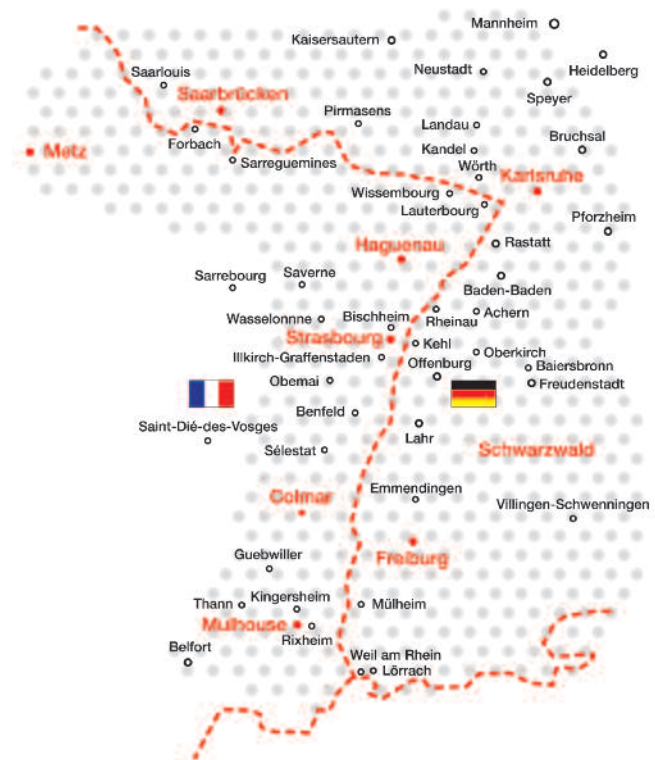 Mannheim
Kaisersautern
Heidelberg
Neustadt
Saarlouis
Speyer
Saarbrücken
Pirmasens
Landau
Bruchsal
Forbach
Metz
Kandel
Sarreguemines
Wörth
Karlsruhe
Wissembourg
Lauterbourg
Pforzheim
Haguenau
Rastatt
Sarrebourg
Saverne
Baden-Baden
Wasselonnne
Bischheim
Rheinau
Achern
Strasbourg
Kehl
Illkirch-Graffenstaden
Oberkirch
Offenburg
Baiersbronn
Obernai
Freudenstadt
Benfeld
Saint-Dié-des-Vosges
Lahr
Sélestat
Schwarzwald
Emmendingen
Colmar
Villingen-Schwenningen
Guebwiller
Freiburg
Kingersheim
Thann
Mülheim
Mulhouse
Rixheim
Belfort
Weil am Rhein
Lörrach